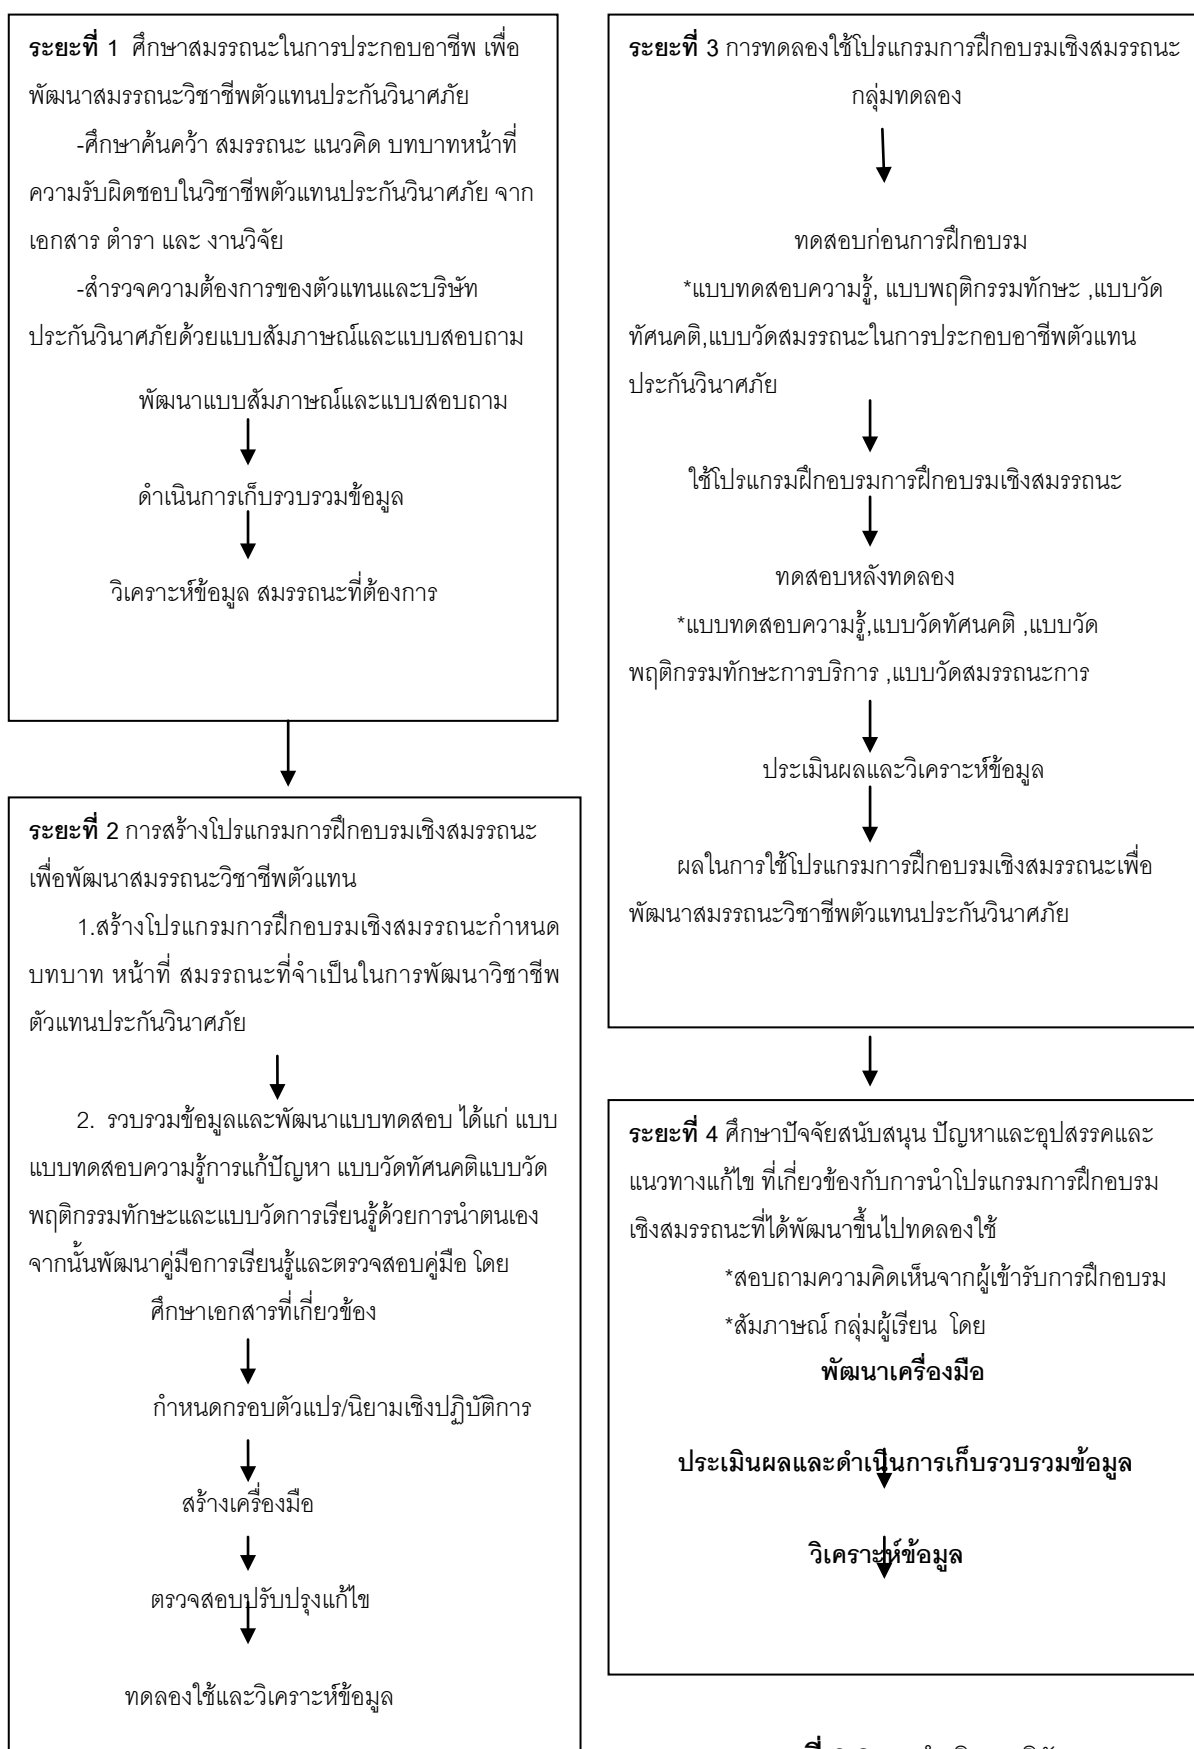 ระยะที่ 1 ศึกษาสมรรถนะในการประกอบอาชีพ เพื่อ
พัฒนาสมรรถนะวิชาชีพตัวแทนประกันวินาศภัย
-ศึกษาค้นคว้า สมรรถนะ แนวคิด บทบาทหน้าที่
ความรับผิดชอบในวิชาชีพตัวแทนประกันวินาศภัย จาก
เอกสาร ตำรา และ งานวิจัย
-สำรวจความต้องการของตัวแทนและบริษัท
ประกันวินาศภัยด้วยแบบสัมภาษณ์และแบบสอบถาม
พัฒนาแบบสัมภาษณ์และแบบสอบถาม
ดำเนินการเก็บรวบรวมข้อมูล
วิเคราะห์ข้อมูล สมรรถนะที่ต้องการ
ระยะที่ 2 การสร้างโปรแกรมการฝึกอบรมเชิงสมรรถนะ
เพื่อพัฒนาสมรรถนะวิชาชีพตัวแทน
1.สร้างโปรแกรมการฝึกอบรมเชิงสมรรถนะกำหนด
บทบาท หน้าที่ สมรรถนะที่จำเป็นในการพัฒนาวิชาชีพ
ตัวแทนประกันวินาศภัย
2. รวบรวมข้อมูลและพัฒนาแบบทดสอบ ได้แก่ แบบ
แบบทดสอบความรู้การแก้ปัญหา แบบวัดทัศนคติแบบวัด
พฤติกรรมทักษะและแบบวัดการเรียนรู้ด้วยการนำตนเอง
จากนั้นพัฒนาคู่มือการเรียนรู้และตรวจสอบคู่มือ โดย
ศึกษาเอกสารที่เกี่ยวข้อง
กำหนดกรอบตัวแปร/นิยามเชิงปฏิบัติการ
สร้างเครื่องมือ
ตรวจสอบปรับปรุงแก้ไข
ทดลองใช้และวิเคราะห์ข้อมูล
ระยะที่ 3 การทดลองใช้โปรแกรมการฝึกอบรมเชิงสมรรถนะ
กลุ่มทดลอง
ทดสอบก่อนการฝึกอบรม
*แบบทดสอบความรู้, แบบพฤติกรรมทักษะ ,แบบวัด
ทัศนคติ,แบบวัดสมรรถนะในการประกอบอาชีพตัวแทน
ประกันวินาศภัย
ใช้โปรแกรมฝึกอบรมการฝึกอบรมเชิงสมรรถนะ
ทดสอบหลังทดลอง
*แบบทดสอบความรู้,แบบวัดทัศนคติ ,แบบวัด
พฤติกรรมทักษะการบริการ ,แบบวัดสมรรถนะการ
ประเมินผลและวิเคราะห์ข้อมูล
ผลในการใช้โปรแกรมการฝึกอบรมเชิงสมรรถนะเพื่อ
พัฒนาสมรรถนะวิชาชีพตัวแทนประกันวินาศภัย
ระยะที่ 4 ศึกษาปัจจัยสนับสนุน ปัญหาและอุปสรรคและ
แนวทางแก้ไข ที่เกี่ยวข้องกับการนำโปรแกรมการฝึกอบรม
เชิงสมรรถนะที่ได้พัฒนาขึ้นไปทดลองใช้
*สอบถามความคิดเห็นจากผู้เข้ารับการฝึกอบรม
*สัมภาษณ์ กลุ่มผู้เรียน โดย
พัฒนาเครื่องมือ
ประเมินผลและดำเนินการเก็บรวบรวมข้อมูล
วิเคราะห์ข้อมูล